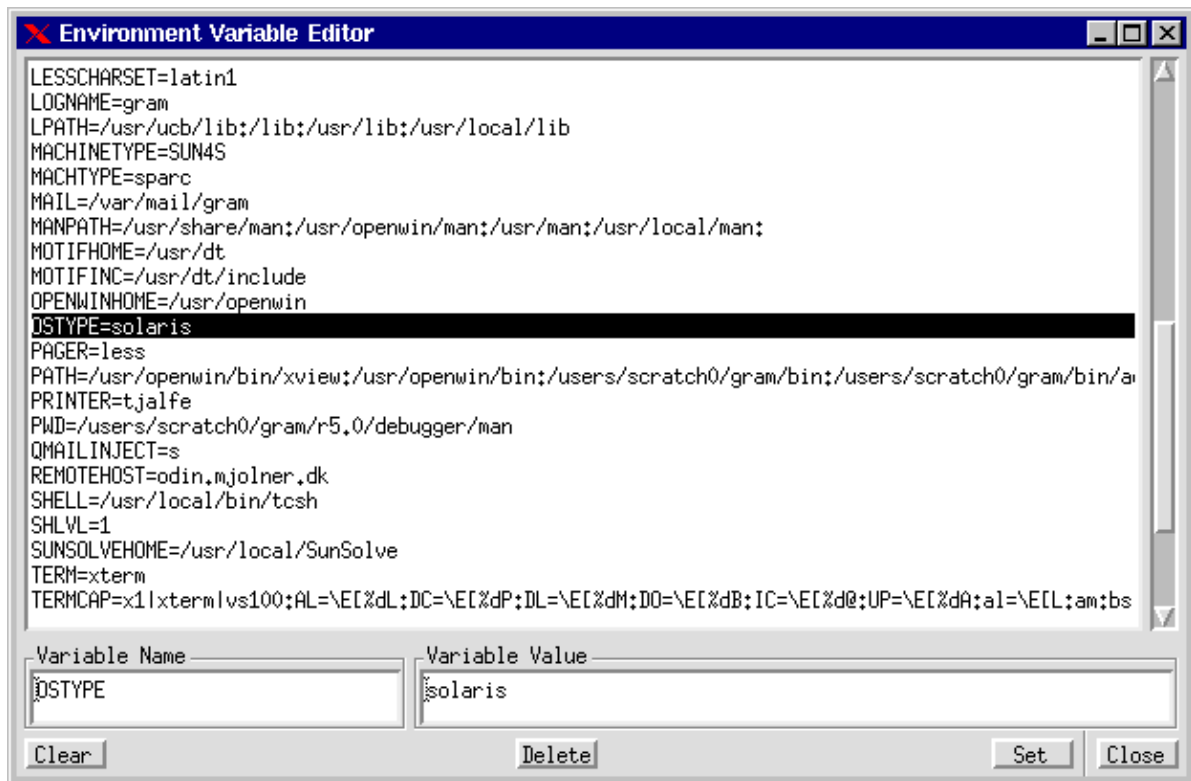 Environment Variable Editor
LESSCHARSET=latin1
LOGNAME=gram
LPATH=/usr/ucb/lib:/lib:/usr/lib:/usr/local/lib
MACHINETYPE=SUN4S
MACHTYPE=sparc
MAIL=/var/mail/gram
MANPATH=/usr/share/man:/usr/openwin/man:/usr/man:/usr/local/man:
MOTIFHOME=/usr/dt
MOTIFINC=/usr/dt/include
OPENWINHOME=/usr/openwin
OSTYPE=solaris
PAGER=less
PATH=/usr/openwin/bin/xview:/usr/openwin/bin:/users/scratch0/gram/bin:/users/scratch0/gram/bin/a
PRINTER=tjalfe
PWD=/users/scratch0/gram/r5.0/debugger/man
QMAILINJECT=s
REMOTEHOST=odin.mjolner.dk
SHELL=/usr/local/bin/tcsh
SHLVL=1
SUNSOLVEHOME=/usr/local/SunSolve
TERM=xterm
TERMCAP=x1|xterm|vs100:AL=\E[%dL:DC=\E[%dP:DL=\E[%dM:DO=\E[%dB:IC=\E[%d@:UP=\E[%dA:al=\E[L:am:bs
Variable Name
Variable Value
OSTYPE
solaris
Clear
Delete
Set
Close